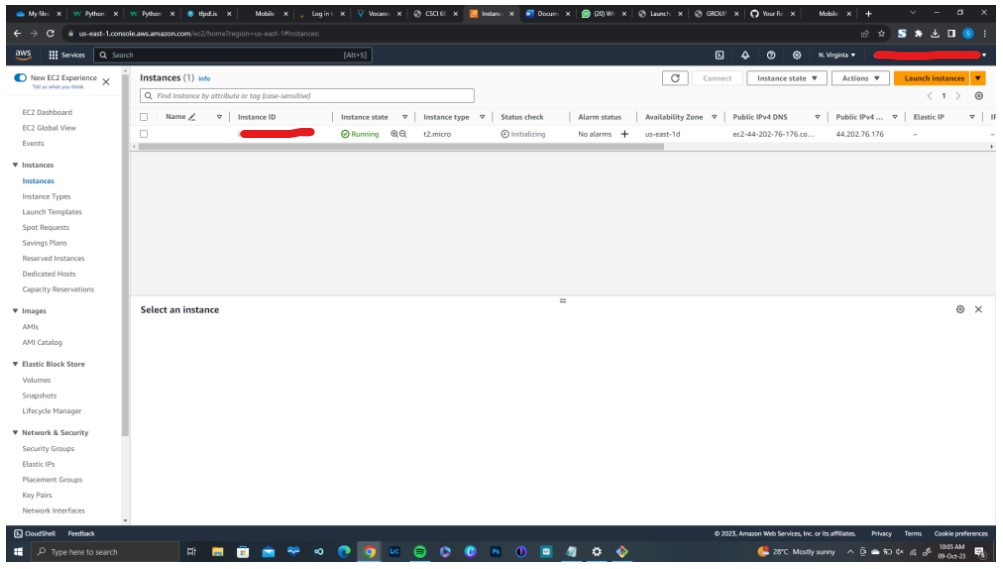 My files
Python
Python
tfpdl.is
Mobile
Log in t
Vocare
CSCI 6
Instanc
Docum
(20) Wh
Launch
GROUP
Your R
Mobile
us-east-1.console.aws.amazon.com/ec2/home?region=us-east-1#Instances:
aws Services Search [Alt+S] N. Virginia
New EC2 Experience
Tell us what you think
EC2 Dashboard
EC2 Global View
Events
Instances
Instances
Instance Types
Launch Templates
Spot Requests
Savings Plans
Reserved Instances
Dedicated Hosts
Capacity Reservations
Images
AMIs
AMI Catalog
Elastic Block Store
Volumes
Snapshots
Lifecycle Manager
Network & Security
Security Groups
Elastic IPs
Placement Groups
Key Pairs
Network Interfaces
Instances (1) Info
Connect Instance state Actions Launch instances
Find Instance by attribute or tag (case-sensitive)
1
Name Instance ID Instance state Instance type Status check Alarm status Availability Zone Public IPv4 DNS Public IPv4 ... Elastic IP
Running t2.micro Initializing No alarms + us-east-1d ec2-44-202-76-176.co... 44.202.76.176 –
Select an instance
CloudShell Feedback © 2023, Amazon Web Services, Inc. or its affiliates. Privacy Terms Cookie preferences
Type here to search 28°C Mostly sunny 10:05 AM
09-Oct-23